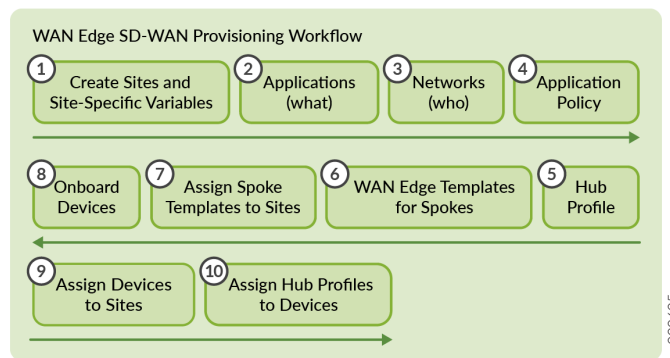 WAN Edge SD-WAN Provisioning Workflow
1
Create Sites and
Site-Specific Variables
2
Applications
(what)
3
Networks
(who)
4
Application
Policy
5
Hub
Profile
6
WAN Edge Templates
for Spokes
7
Assign Spoke
Templates to Sites
8
Onboard
Devices
9
Assign Devices
to Sites
10
Assign Hub Profiles
to Devices